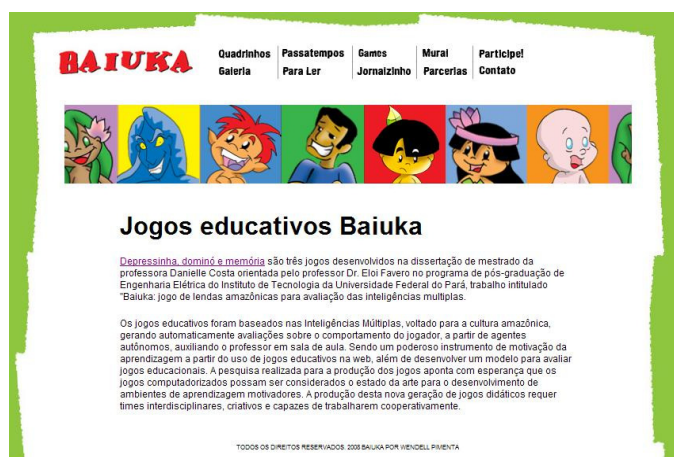 BAIUKA
Quadrinhos Passatempos Games Mural Participe!
Galeria Para Ler Jornalzinho Parcerias Contato
Jogos educativos Baiuka
Depressinha, dominó e memória são três jogos desenvolvidos na dissertação de mestrado da
professora Danielle Costa orientada pelo professor Dr. Eloi Favero no programa de pós-graduação de
Engenharia Elétrica do Instituto de Tecnologia da Universidade Federal do Pará, trabalho intitulado
"Baiuka: jogo de lendas amazônicas para avaliação das inteligências multiplas.
Os jogos educativos foram baseados nas Inteligências Múltiplas, voltado para a cultura amazônica,
gerando automaticamente avaliações sobre o comportamento do jogador, a partir de agentes
autônomos, auxiliando o professor em sala de aula. Sendo um poderoso instrumento de motivação da
aprendizagem a partir do uso de jogos educativos na web, além de desenvolver um modelo para avaliar
jogos educacionais. A pesquisa realizada para a produção dos jogos aponta com esperança que os
jogos computadorizados possam ser considerados o estado da arte para o desenvolvimento de
ambientes de aprendizagem motivadores. A produção desta nova geração de jogos didáticos requer
times interdisciplinares, criativos e capazes de trabalharem cooperativamente.
TODOS OS DIREITOS RESERVADOS. 2008 BAIUKA POR WENDELL PIMENTA